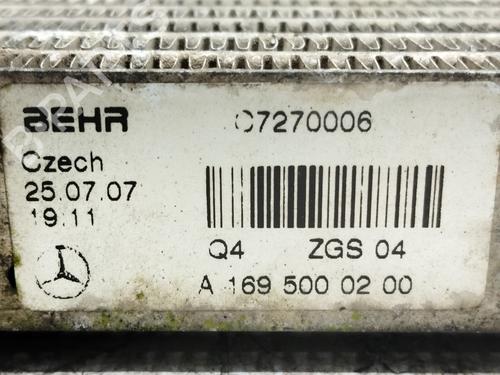 BEHR
C7270006
Czech
25.07.07
19.11
Q4 ZGS 04
A 169 500 02 00